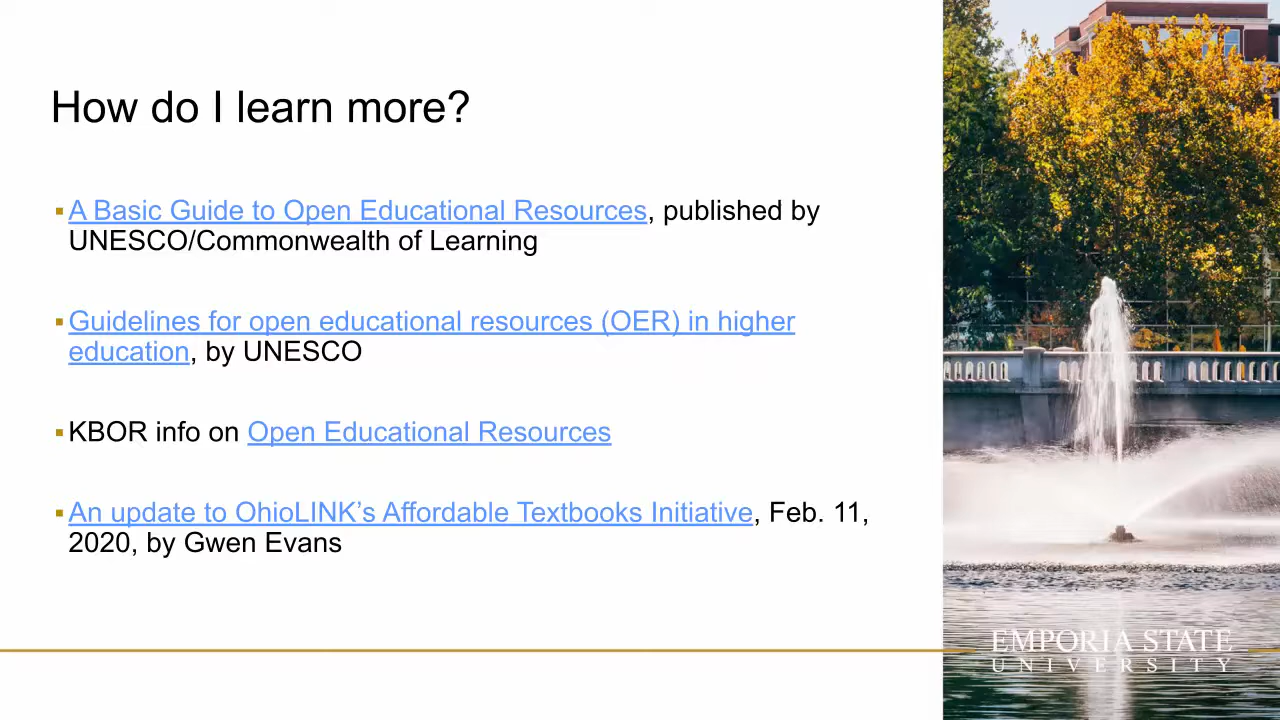 How do I learn more?
▪A Basic Guide to Open Educational Resources, published by
UNESCO/Commonwealth of Learning
▪Guidelines for open educational resources (OER) in higher
education, by UNESCO
▪KBOR info on Open Educational Resources
▪An update to OhioLINK’s Affordable Textbooks Initiative, Feb. 11,
2020, by Gwen Evans
EMPORIA STATE
UNIVERSITY